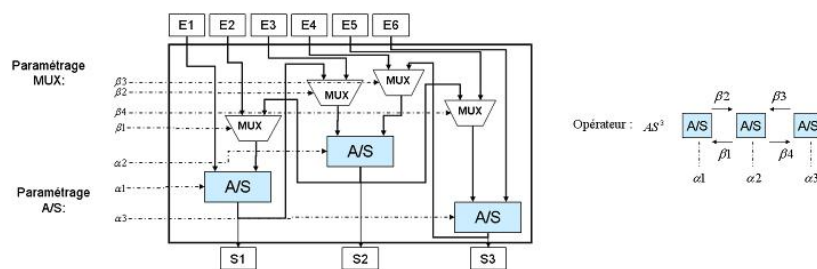 E1 E2 E3 E4 E5 E6
Paramétrage
MUX:
β3
β2
β4
β1
MUX
MUX
MUX
MUX
α2
A/S
Paramétrage
A/S:
α1
A/S
α3
A/S
S1 S2 S3
Opérateur : AS³
β2 β3
A/S A/S A/S
β1 β4
α1 α2 α3